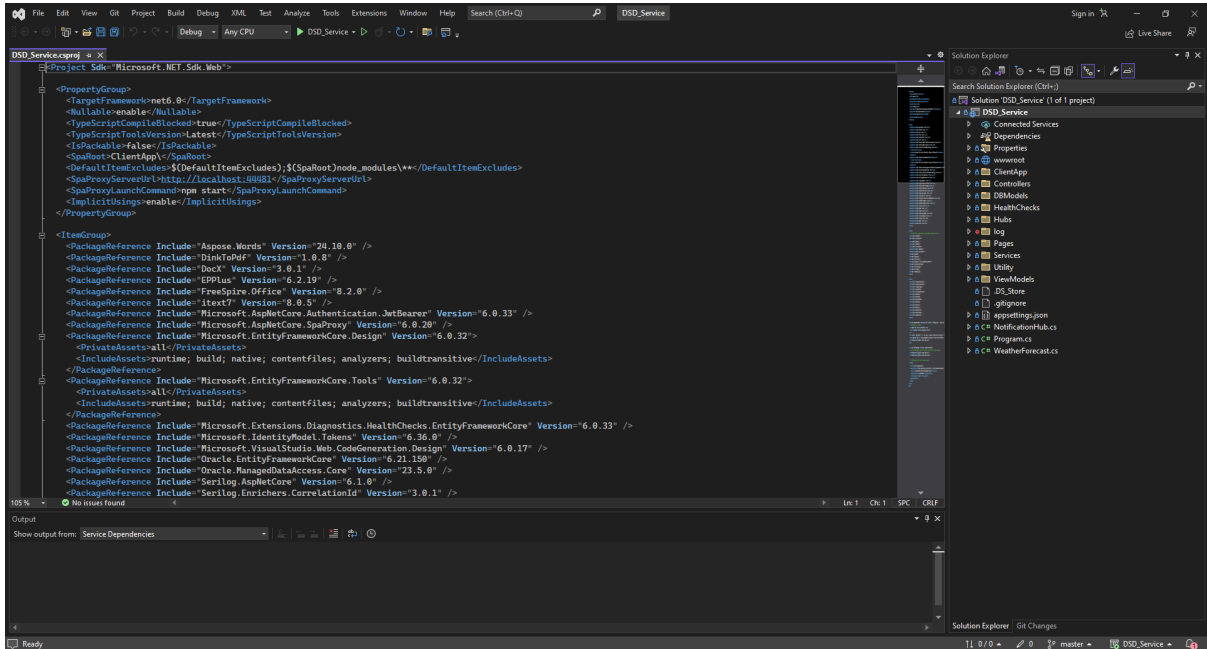 File Edit View Git Project Build Debug XML Test Analyze Tools Extensions Window Help Search (Ctrl+Q) DSD_Service Sign in
Debug Any CPU DSD_Service Live Share
DSD_Service.csproj
<Project Sdk="Microsoft.NET.Sdk.Web">
<PropertyGroup>
<TargetFramework>net6.0</TargetFramework>
<Nullable>enable</Nullable>
<TypeScriptCompileBlocked>true</TypeScriptCompileBlocked>
<TypeScriptToolsVersion>Latest</TypeScriptToolsVersion>
<IsPackable>false</IsPackable>
<SpaRoot>ClientApp\</SpaRoot>
<DefaultItemExcludes>$(DefaultItemExcludes);$(SpaRoot)node_modules\**</DefaultItemExcludes>
<SpaProxyServerUrl>http://localhost:44481</SpaProxyServerUrl>
<SpaProxyLaunchCommand>npm start</SpaProxyLaunchCommand>
<ImplicitUsings>enable</ImplicitUsings>
</PropertyGroup>
<ItemGroup>
<PackageReference Include="Aspose.Words" Version="24.10.0" />
<PackageReference Include="DinkToPdf" Version="1.0.8" />
<PackageReference Include="DocX" Version="3.0.1" />
<PackageReference Include="EPPlus" Version="6.2.19" />
<PackageReference Include="FreeSpire.Office" Version="8.2.0" />
<PackageReference Include="itext7" Version="8.0.5" />
<PackageReference Include="Microsoft.AspNetCore.Authentication.JwtBearer" Version="6.0.33" />
<PackageReference Include="Microsoft.AspNetCore.SpaProxy" Version="6.0.20" />
<PackageReference Include="Microsoft.EntityFrameworkCore.Design" Version="6.0.32">
<PrivateAssets>all</PrivateAssets>
<IncludeAssets>runtime; build; native; contentfiles; analyzers; buildtransitive</IncludeAssets>
</PackageReference>
<PackageReference Include="Microsoft.EntityFrameworkCore.Tools" Version="6.0.32">
<PrivateAssets>all</PrivateAssets>
<IncludeAssets>runtime; build; native; contentfiles; analyzers; buildtransitive</IncludeAssets>
</PackageReference>
<PackageReference Include="Microsoft.Extensions.Diagnostics.HealthChecks.EntityFrameworkCore" Version="6.0.33" />
<PackageReference Include="Microsoft.IdentityModel.Tokens" Version="6.36.0" />
<PackageReference Include="Microsoft.VisualStudio.Web.CodeGeneration.Design" Version="6.0.17" />
<PackageReference Include="Oracle.EntityFrameworkCore" Version="6.21.150" />
<PackageReference Include="Oracle.ManagedDataAccess.Core" Version="23.5.0" />
<PackageReference Include="Serilog.AspNetCore" Version="6.1.0" />
<PackageReference Include="Serilog.Enrichers.CorrelationId" Version="3.0.1" />
105 % No issues found Ln: 1 Ch: 1 SPC CRLF
Output
Show output from: Service Dependencies
Solution Explorer
Search Solution Explorer (Ctrl+;)
Solution 'DSD_Service' (1 of 1 project)
DSD_Service
Connected Services
Dependencies
Properties
wwwroot
ClientApp
Controllers
DBModels
HealthChecks
Hubs
log
Pages
Services
Utility
ViewModels
.DS_Store
.gitignore
appsettings.json
C# NotificationHub.cs
C# Program.cs
C# WeatherForecast.cs
Solution Explorer Git Changes
Ready 0 / 0 0 master DSD_Service